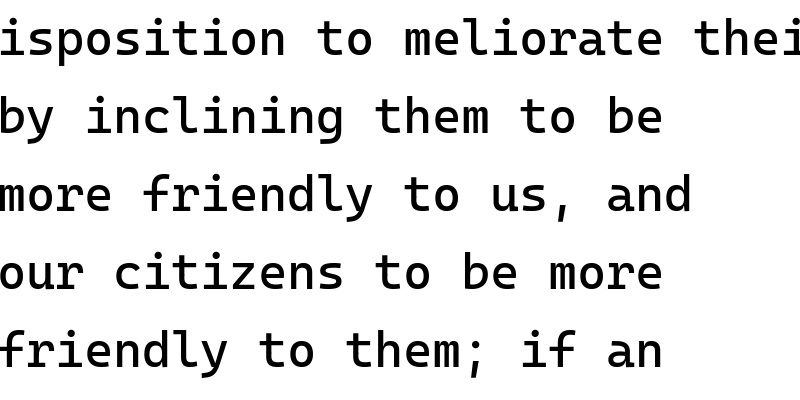 isposition to meliorate thei
by inclining them to be
more friendly to us, and
our citizens to be more
friendly to them; if an